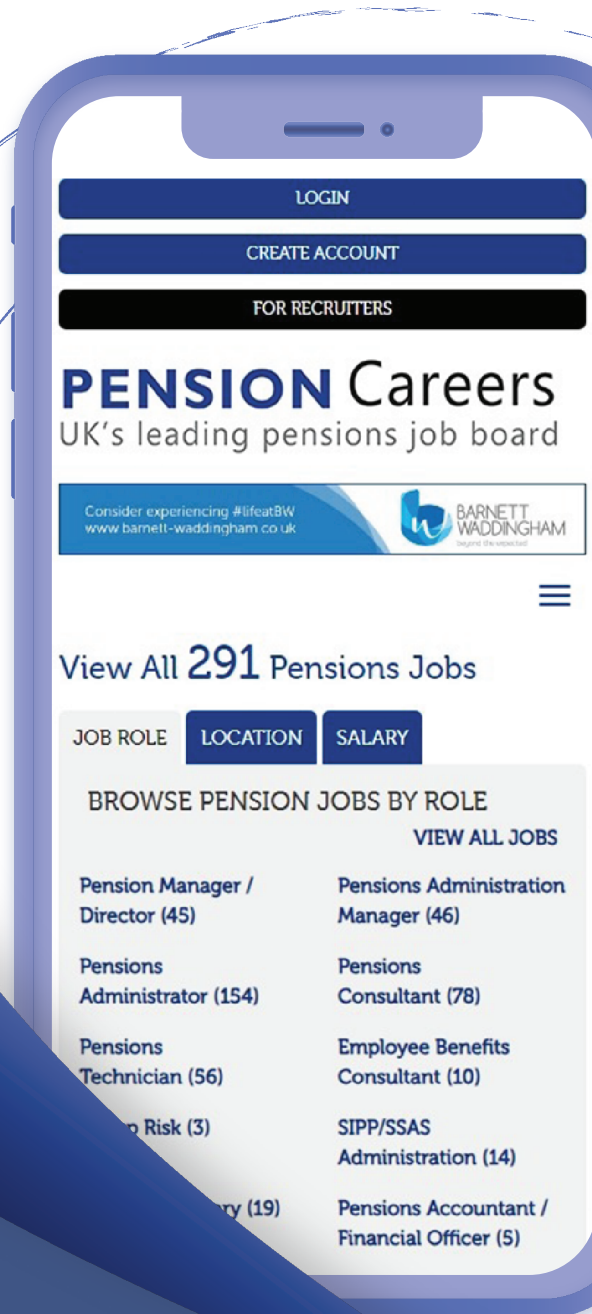 LOGIN
CREATE ACCOUNT
FOR RECRUITERS
PENSION Careers
UK's leading pensions job board
Consider experiencing #lifeatBW
www.barnett-waddingham.co.uk
BARNETT
WADDINGHAM
beyond the expected
View All 291 Pensions Jobs
JOB ROLE LOCATION SALARY
BROWSE PENSION JOBS BY ROLE
VIEW ALL JOBS
Pension Manager /
Director (45)
Pensions Administration
Manager (46)
Pensions
Administrator (154)
Pensions
Consultant (78)
Pensions
Technician (56)
Employee Benefits
Consultant (10)
Risk (3)
SIPP/SSAS
Administration (14)
(19)
Pensions Accountant /
Financial Officer (5)